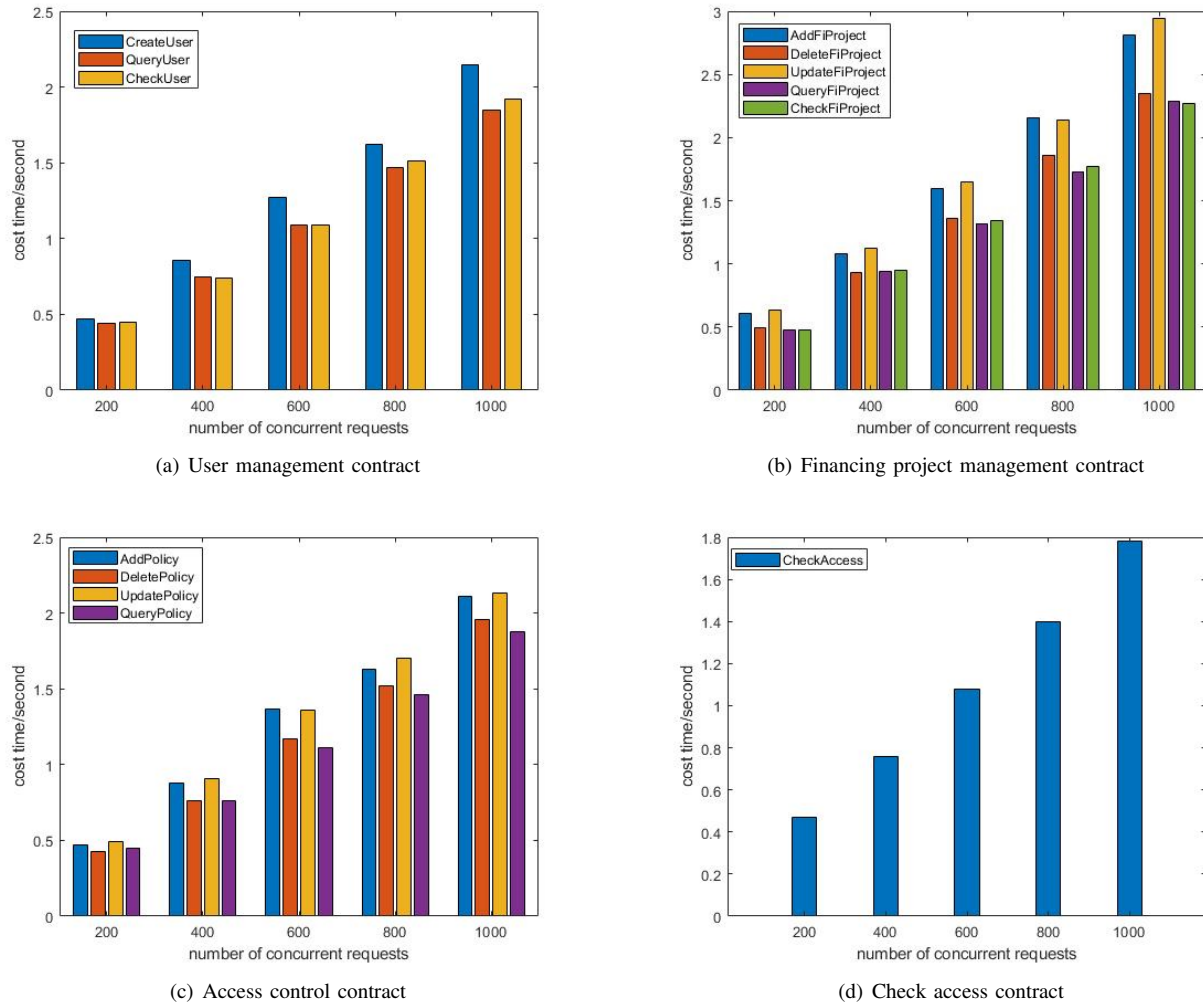 CreateUser
QueryUser
CheckUser
2.5
2
1.5
1
0.5
0
cost time/second
200 400 600 800 1000
number of concurrent requests
(a) User management contract
AddFiProject
DeleteFiProject
UpdateFiProject
QueryFiProject
CheckFiProject
3
2.5
2
1.5
1
0.5
0
cost time/second
200 400 600 800 1000
number of concurrent requests
(b) Financing project management contract
AddPolicy
DeletePolicy
UpdatePolicy
QueryPolicy
2.5
2
1.5
1
0.5
0
cost time/second
200 400 600 800 1000
number of concurrent requests
(c) Access control contract
CheckAccess
1.8
1.6
1.4
1.2
1
0.8
0.6
0.4
0.2
0
cost time/second
200 400 600 800 1000
number of concurrent requests
(d) Check access contract